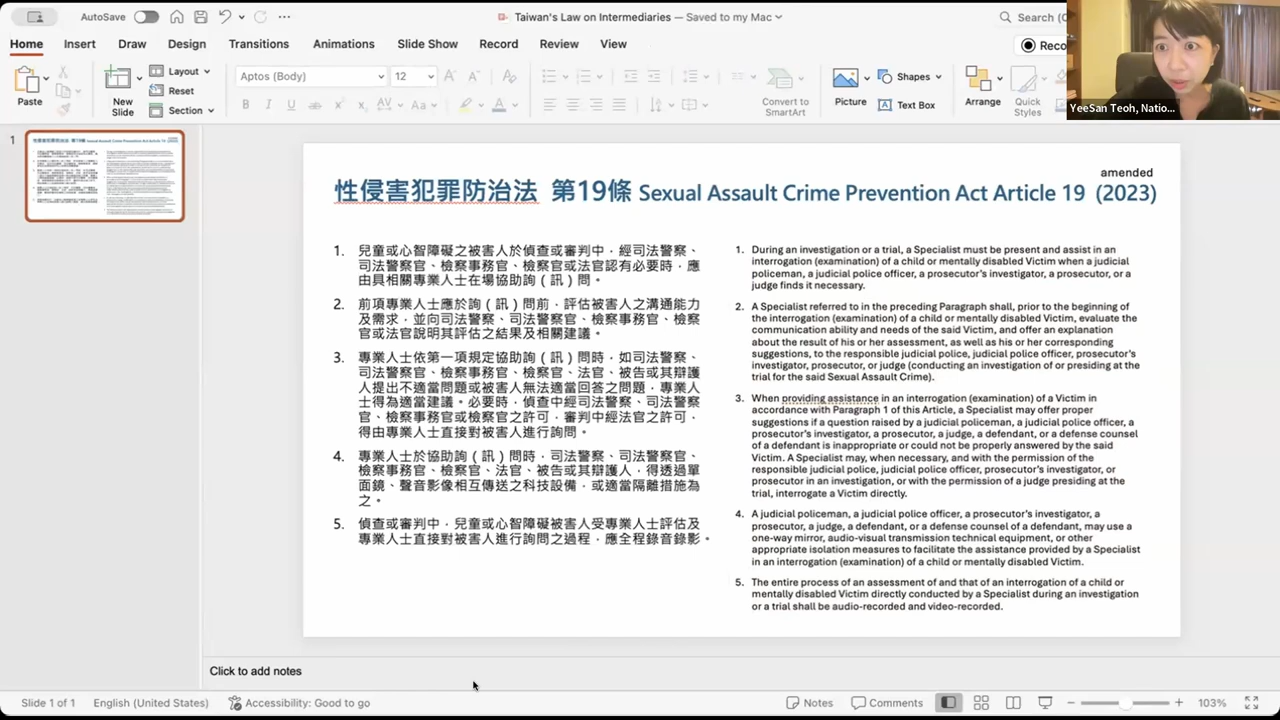 AutoSave
Taiwan's Law on Intermediaries — Saved to my Mac
Search (
Home Insert Draw Design Transitions Animations Slide Show Record Review View
Reco
Paste
New Slide
Layout
Reset
Section
Aptos (Body)
12
B I U
Convert to SmartArt
Picture
Shapes
Text Box
Arrange
Quick Styles
YeeSan Teoh, Natio...
1
amended
性侵害犯罪防治法 第19條 Sexual Assault Crime Prevention Act Article 19 (2023)
1. 兒童或心智障礙之被害人於偵查或審判中，經司法警察、
司法警察官、檢察事務官、檢察官或法官認有必要時，應
由具相關專業人士在場協助詢（訊）問。
2. 前項專業人士應於詢（訊）問前，評估被害人之溝通能力
及需求，並向司法警察、司法警察官、檢察事務官、檢察
官或法官說明其評估之結果及相關建議。
3. 專業人士依第一項規定協助詢（訊）問時，如司法警察、
司法警察官、檢察事務官、檢察官、法官、被告或其辯護
人提出不適當問題或被害人無法適當回答之問題，專業人
士得為適當建議。必要時，偵查中經司法警察、司法警察
官、檢察事務官或檢察官之許可，審判中經法官之許可，
得由專業人士直接對被害人進行詢問。
4. 專業人士於協助詢（訊）問時，司法警察、司法警察官、
檢察事務官、檢察官、法官、被告或其辯護人，得透過單
面鏡、聲音影像相互傳送之科技設備，或適當隔離措施為
之。
5. 偵查或審判中，兒童或心智障礙被害人受專業人士評估及
專業人士直接對被害人進行詢問之過程，應全程錄音錄影。
1. During an investigation or a trial, a Specialist must be present and assist in an
interrogation (examination) of a child or mentally disabled Victim when a judicial
policeman, a judicial police officer, a prosecutor's investigator, a prosecutor, or a
judge finds it necessary.
2. A Specialist referred to in the preceding Paragraph shall, prior to the beginning of
the interrogation (examination) of a child or mentally disabled Victim, evaluate the
communication ability and needs of the said Victim, and offer an explanation
about the result of his or her assessment, as well as his or her corresponding
suggestions, to the responsible judicial police, judicial police officer, prosecutor's
investigator, prosecutor, or judge (conducting an investigation of or presiding at the
trial for the said Sexual Assault Crime).
3. When providing assistance in an interrogation (examination) of a Victim in
accordance with Paragraph 1 of this Article, a Specialist may offer proper
suggestions if a question raised by a judicial policeman, a judicial police officer, a
prosecutor's investigator, a prosecutor, a judge, a defendant, or a defense counsel
of a defendant is inappropriate or could not be properly answered by the said
Victim. A Specialist may, when necessary, and with the permission of the
responsible judicial police, judicial police officer, prosecutor's investigator, or
prosecutor in an investigation, or with the permission of a judge presiding at the
trial, interrogate a Victim directly.
4. A judicial policeman, a judicial police officer, a prosecutor's investigator, a
prosecutor, a judge, a defendant, or a defense counsel of a defendant, may use a
one-way mirror, audio-visual transmission technical equipment, or other
appropriate isolation measures to facilitate the assistance provided by a Specialist
in an interrogation (examination) of a child or mentally disabled Victim.
5. The entire process of an assessment of and that of an interrogation of a child or
mentally disabled Victim directly conducted by a Specialist during an investigation
or a trial shall be audio-recorded and video-recorded.
Click to add notes
Slide 1 of 1 English (United States) Accessibility: Good to go Notes Comments 103%